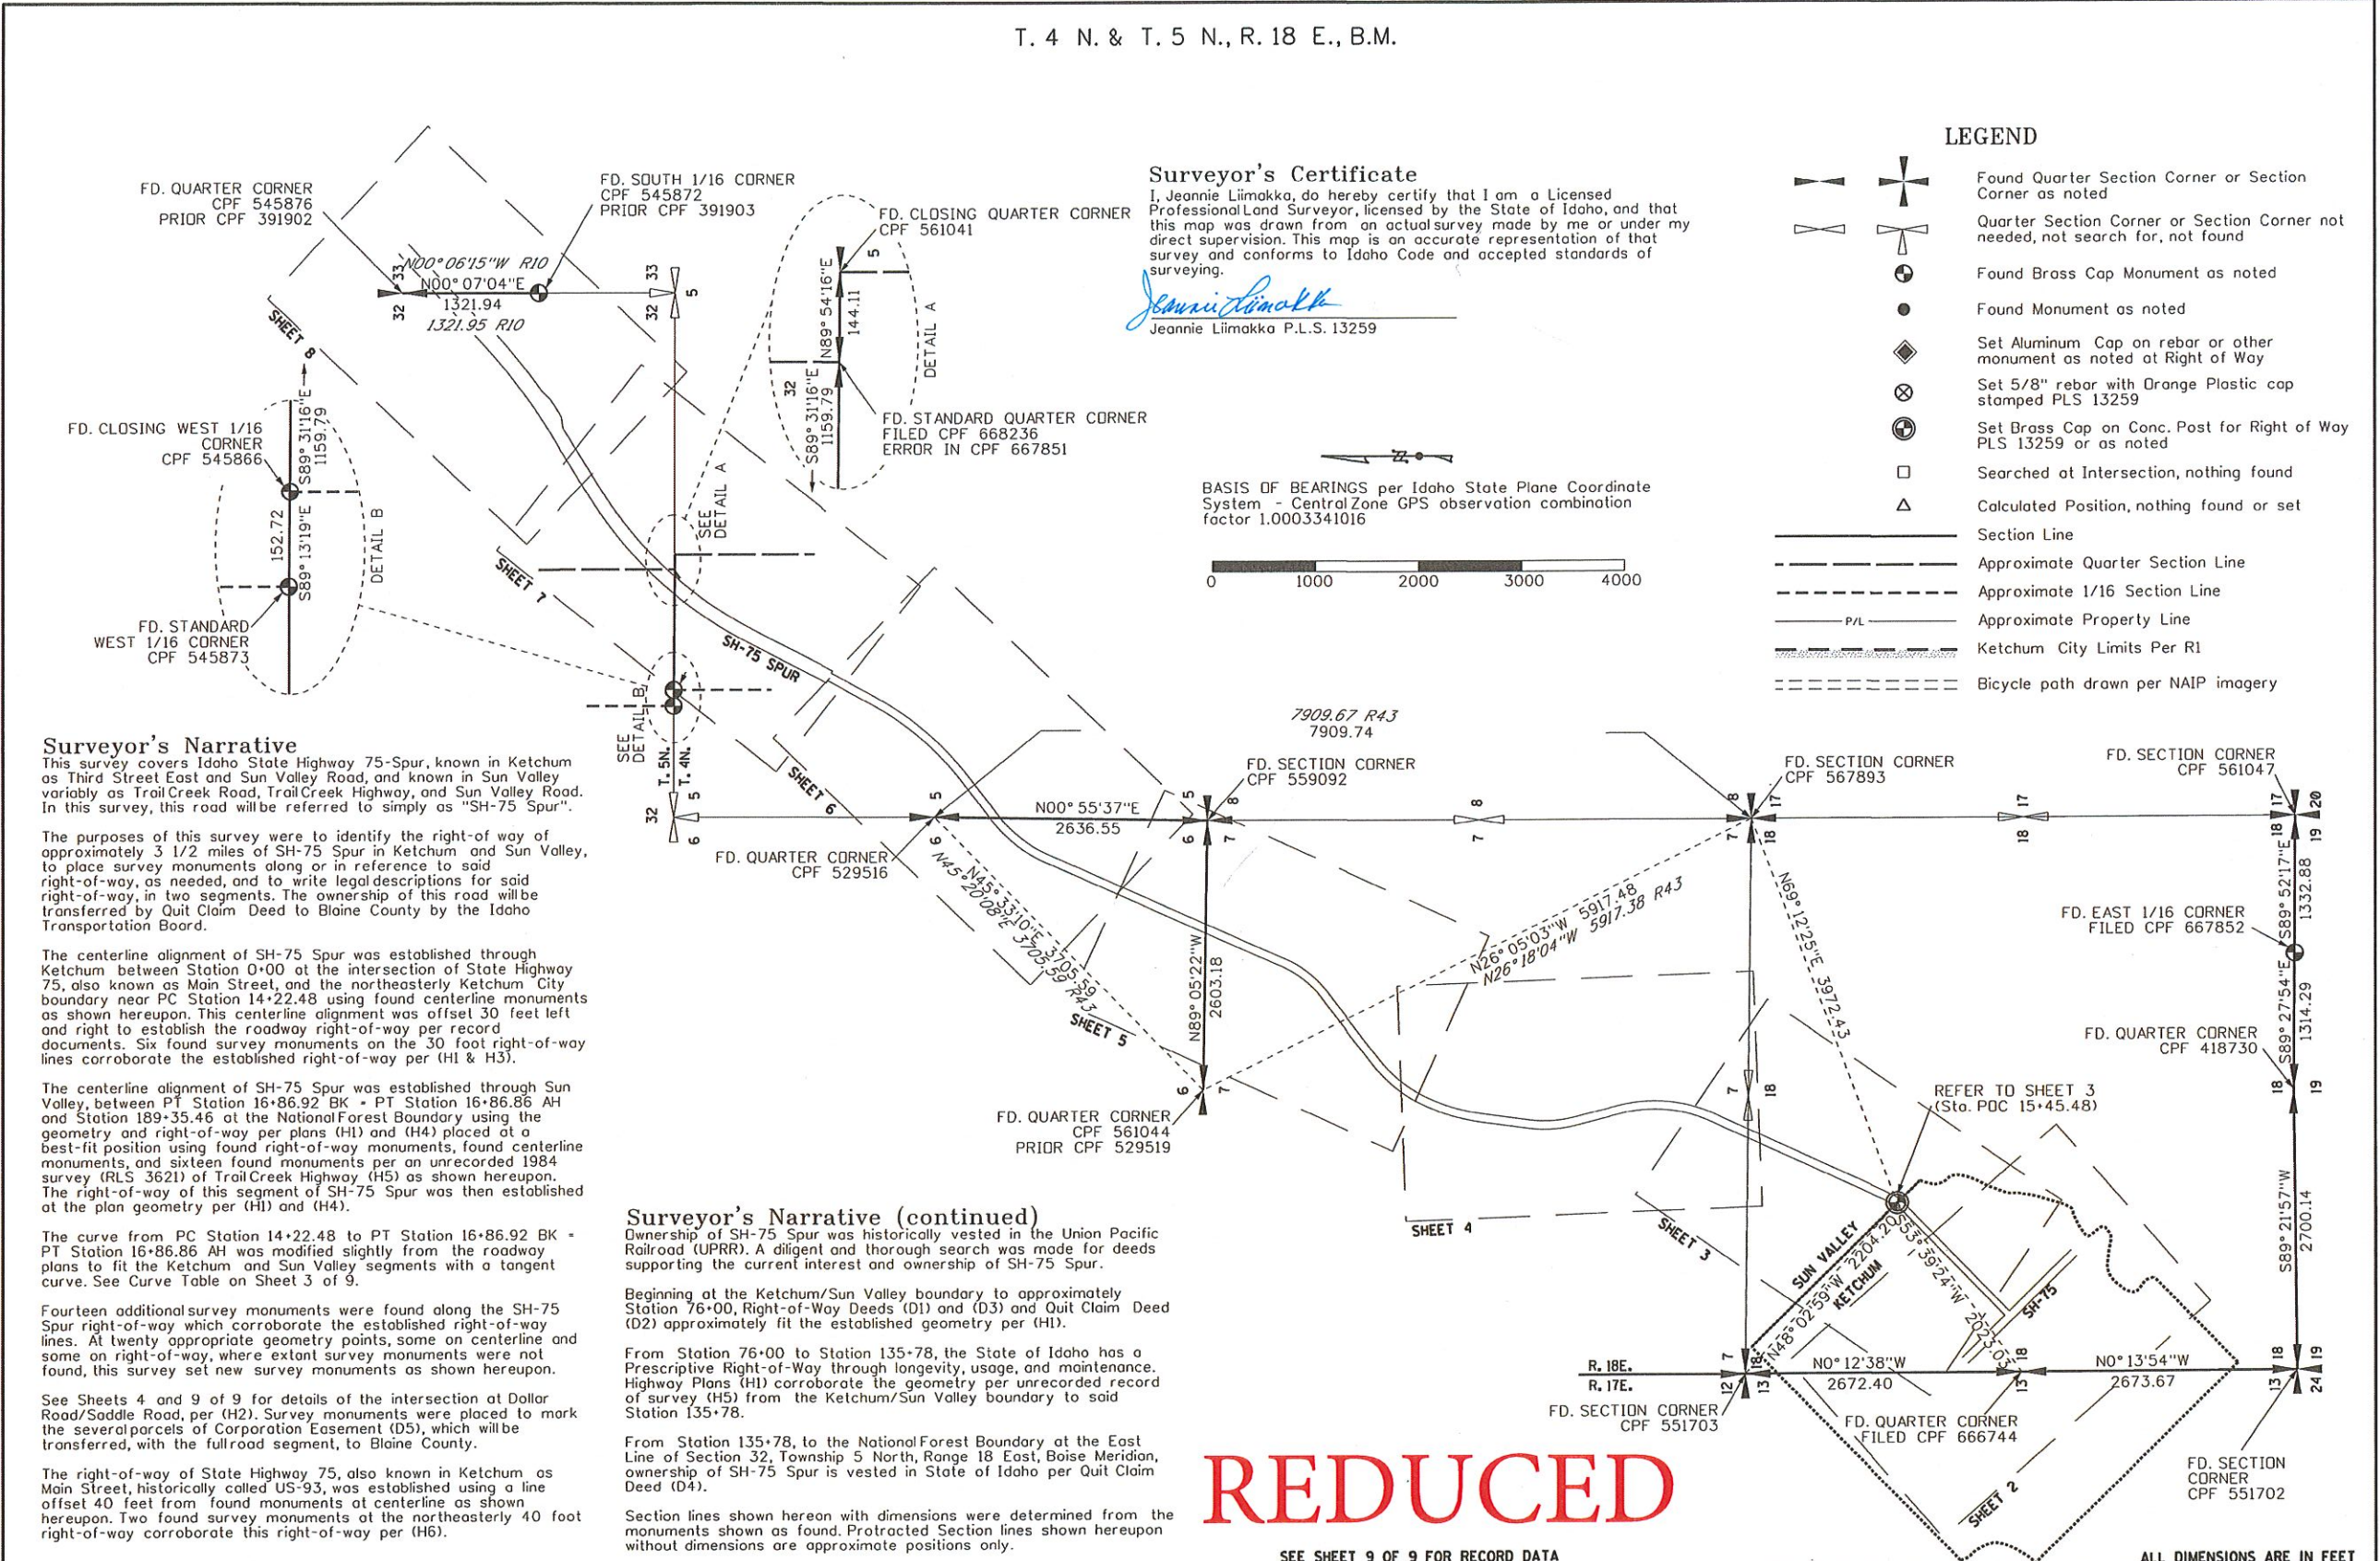 T. 4 N. & T. 5 N., R. 18 E., B.M.
FD. QUARTER CORNER
CPF 545876
PRIOR CPF 391902
FD. SOUTH 1/16 CORNER
CPF 545872
PRIOR CPF 391903
N00°06'15"W R10
N00°07'04"E
1321.94
1321.95 R10
33
32
33
32
5
SHEET 8
FD. CLOSING QUARTER CORNER
CPF 561041
5
N89°54'16"E
144.11
32
S89°31'16"E
1159.79
DETAIL A
FD. STANDARD QUARTER CORNER
FILED CPF 668236
ERROR IN CPF 667851
FD. CLOSING WEST 1/16
CORNER
CPF 545866
S89°31'16"E
1159.79
152.72
S89°13'19"E
DETAIL B
FD. STANDARD
WEST 1/16 CORNER
CPF 545873
SHEET 7
SEE
DETAIL A
SH-75 SPUR
SEE
DETAIL B
T. 5N.
T. 4N.
Surveyor's Certificate
I, Jeannie Liimakka, do hereby certify that I am a Licensed
Professional Land Surveyor, licensed by the State of Idaho, and that
this map was drawn from an actual survey made by me or under my
direct supervision. This map is an accurate representation of that
survey and conforms to Idaho Code and accepted standards of
surveying.
Jeannie Liimakka
Jeannie Liimakka P.L.S. 13259
BASIS OF BEARINGS per Idaho State Plane Coordinate
System - Central Zone GPS observation combination
factor 1.0003341016
0 1000 2000 3000 4000
LEGEND
Found Quarter Section Corner or Section
Corner as noted
Quarter Section Corner or Section Corner not
needed, not search for, not found
Found Brass Cap Monument as noted
Found Monument as noted
Set Aluminum Cap on rebar or other
monument as noted at Right of Way
Set 5/8" rebar with Orange Plastic cap
stamped PLS 13259
Set Brass Cap on Conc. Post for Right of Way
PLS 13259 or as noted
Searched at Intersection, nothing found
Calculated Position, nothing found or set
Section Line
Approximate Quarter Section Line
Approximate 1/16 Section Line
P/L
Approximate Property Line
Ketchum City Limits Per R1
Bicycle path drawn per NAIP imagery
Surveyor's Narrative
This survey covers Idaho State Highway 75-Spur, known in Ketchum
as Third Street East and Sun Valley Road, and known in Sun Valley
variably as Trail Creek Road, Trail Creek Highway, and Sun Valley Road.
In this survey, this road will be referred to simply as "SH-75 Spur".
The purposes of this survey were to identify the right-of way of
approximately 3 1/2 miles of SH-75 Spur in Ketchum and Sun Valley,
to place survey monuments along or in reference to said
right-of-way, as needed, and to write legal descriptions for said
right-of-way, in two segments. The ownership of this road will be
transferred by Quit Claim Deed to Blaine County by the Idaho
Transportation Board.
The centerline alignment of SH-75 Spur was established through
Ketchum between Station 0+00 at the intersection of State Highway
75, also known as Main Street, and the northeasterly Ketchum City
boundary near PC Station 14+22.48 using found centerline monuments
as shown hereupon. This centerline alignment was offset 30 feet left
and right to establish the roadway right-of-way per record
documents. Six found survey monuments on the 30 foot right-of-way
lines corroborate the established right-of-way per (H1 & H3).
The centerline alignment of SH-75 Spur was established through Sun
Valley, between PT Station 16+86.92 BK = PT Station 16+86.86 AH
and Station 189+35.46 at the National Forest Boundary using the
geometry and right-of-way per plans (H1) and (H4) placed at a
best-fit position using found right-of-way monuments, found centerline
monuments, and sixteen found monuments per an unrecorded 1984
survey (RLS 3621) of Trail Creek Highway (H5) as shown hereupon.
The right-of-way of this segment of SH-75 Spur was then established
at the plan geometry per (H1) and (H4).
The curve from PC Station 14+22.48 to PT Station 16+86.92 BK =
PT Station 16+86.86 AH was modified slightly from the roadway
plans to fit the Ketchum and Sun Valley segments with a tangent
curve. See Curve Table on Sheet 3 of 9.
Fourteen additional survey monuments were found along the SH-75
Spur right-of-way which corroborate the established right-of-way
lines. At twenty appropriate geometry points, some on centerline and
some on right-of-way, where extant survey monuments were not
found, this survey set new survey monuments as shown hereupon.
See Sheets 4 and 9 of 9 for details of the intersection at Dollar
Road/Saddle Road, per (H2). Survey monuments were placed to mark
the several parcels of Corporation Easement (D5), which will be
transferred, with the full road segment, to Blaine County.
The right-of-way of State Highway 75, also known in Ketchum as
Main Street, historically called US-93, was established using a line
offset 40 feet from found monuments at centerline as shown
hereupon. Two found survey monuments at the northeasterly 40 foot
right-of-way corroborate this right-of-way per (H6).
Surveyor's Narrative (continued)
Ownership of SH-75 Spur was historically vested in the Union Pacific
Railroad (UPRR). A diligent and thorough search was made for deeds
supporting the current interest and ownership of SH-75 Spur.
Beginning at the Ketchum/Sun Valley boundary to approximately
Station 76+00, Right-of-Way Deeds (D1) and (D3) and Quit Claim Deed
(D2) approximately fit the established geometry per (H1).
From Station 76+00 to Station 135+78, the State of Idaho has a
Prescriptive Right-of-Way through longevity, usage, and maintenance.
Highway Plans (H1) corroborate the geometry per unrecorded record
of survey (H5) from the Ketchum/Sun Valley boundary to said
Station 135+78.
From Station 135+78, to the National Forest Boundary at the East
Line of Section 32, Township 5 North, Range 18 East, Boise Meridian,
ownership of SH-75 Spur is vested in State of Idaho per Quit Claim
Deed (D4).
Section lines shown hereon with dimensions were determined from the
monuments shown as found. Protracted Section lines shown hereupon
without dimensions are approximate positions only.
SHEET 6
32
5
6
5
6
FD. QUARTER CORNER
CPF 529516
N00°55'37"E
2636.55
5
8
6
7
FD. SECTION CORNER
CPF 559092
7909.67 R43
7909.74
8
7
8
17
7
18
FD. SECTION CORNER
CPF 567893
17
18
FD. SECTION CORNER
CPF 561047
17
20
18
19
N45°33'10"E 3705.59
N45°20'08"E 3705.59 R43
SHEET 5
N89°05'22"W
2603.18
6
7
FD. QUARTER CORNER
CPF 561044
PRIOR CPF 529519
N26°05'03"W 5917.48
N26°18'04"W 5917.38 R43
N69°12'25"E 3972.43
S89°52'17"E
1332.88
FD. EAST 1/16 CORNER
FILED CPF 667852
S89°27'54"E
1314.29
FD. QUARTER CORNER
CPF 418730
18
19
7
18
REFER TO SHEET 3
(Sta. POC 15+45.48)
SHEET 4
SHEET 3
SUN VALLEY
N48°02'59"W 2204.20
KETCHUM
S53°39'24"W 2023.05
SH-75
S89°21'57"W
2700.14
R. 18E.
R. 17E.
7
18
12
13
N0°12'38"W
2672.40
18
13
N0°13'54"W
2673.67
18
19
13
24
FD. SECTION CORNER
CPF 551703
FD. QUARTER CORNER
FILED CPF 666744
FD. SECTION
CORNER
CPF 551702
SHEET 2
REDUCED
SEE SHEET 9 OF 9 FOR RECORD DATA
ALL DIMENSIONS ARE IN FEET